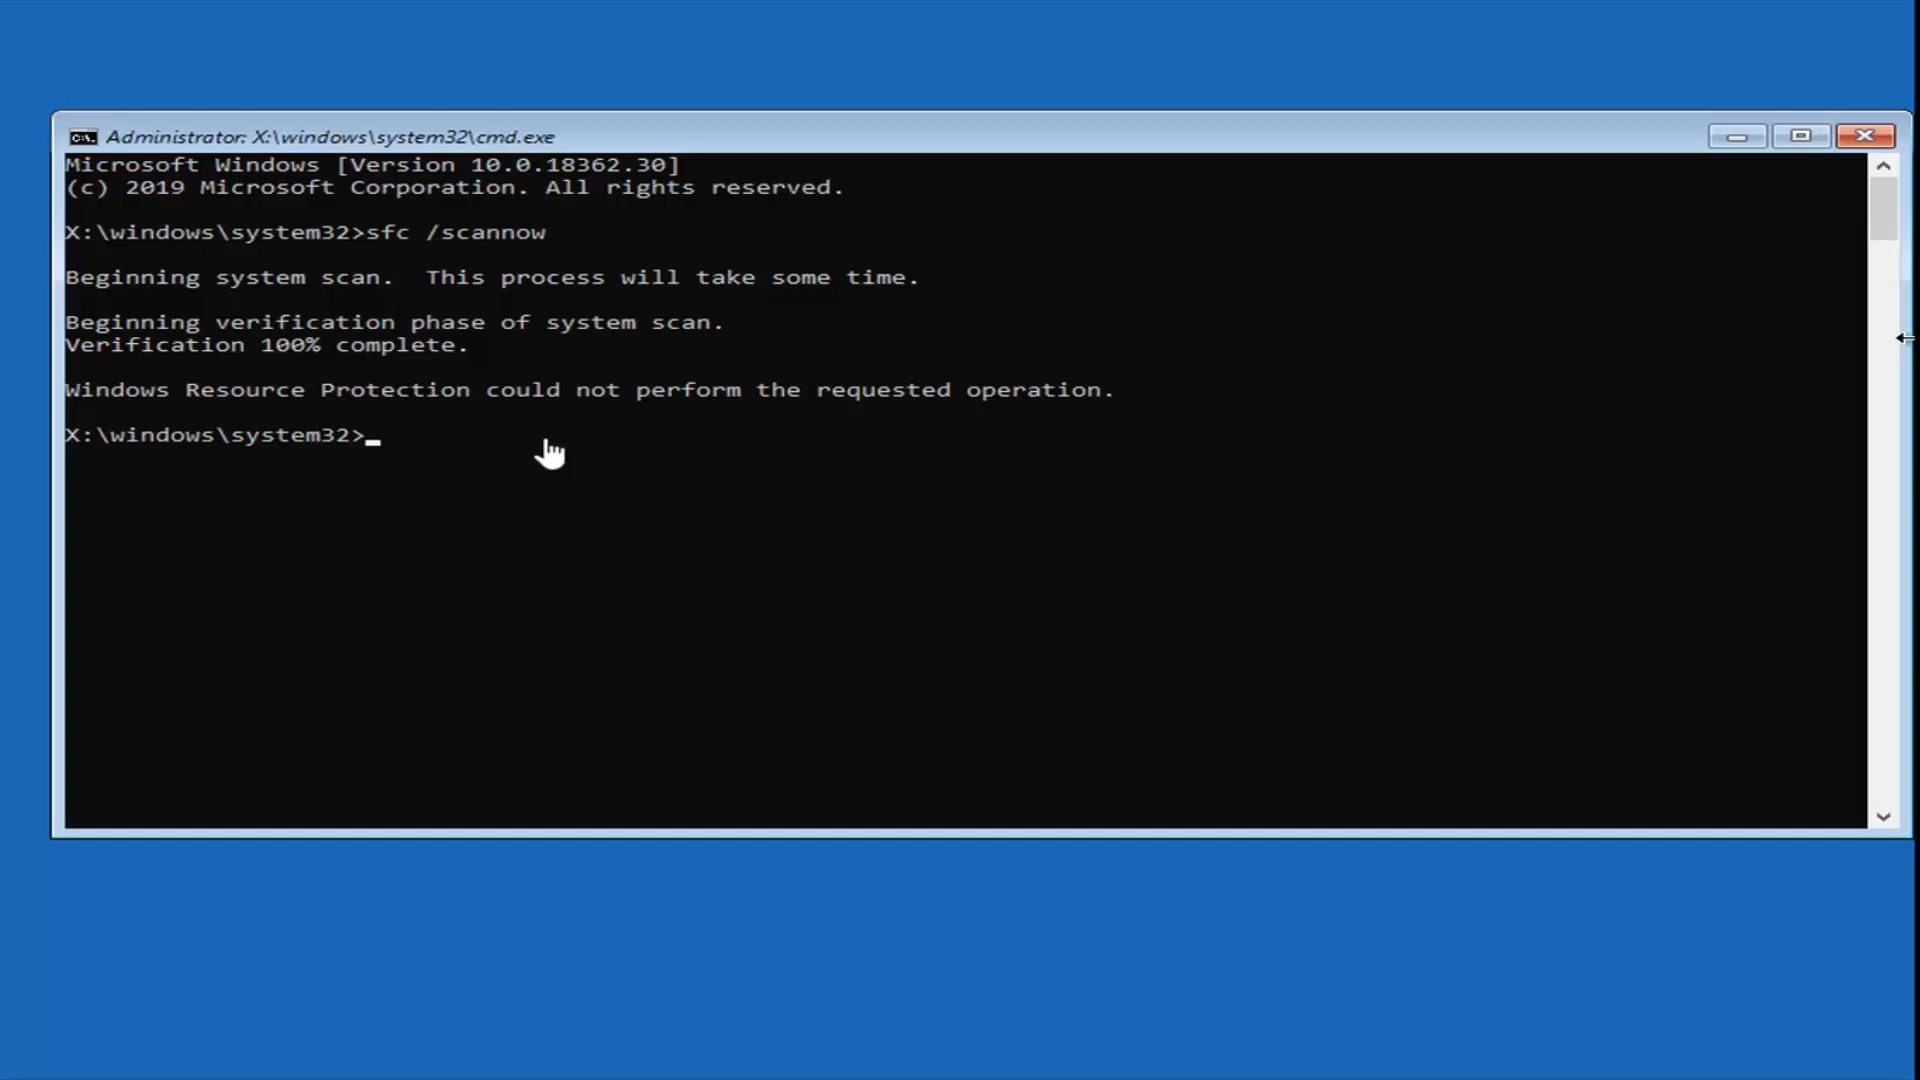 Administrator: X:\windows\system32\cmd.exe
Microsoft Windows [Version 10.0.18362.30]
(c) 2019 Microsoft Corporation. All rights reserved.
X:\windows\system32>sfc /scannow
Beginning system scan.  This process will take some time.
Beginning verification phase of system scan.
Verification 100% complete.
Windows Resource Protection could not perform the requested operation.
X:\windows\system32>